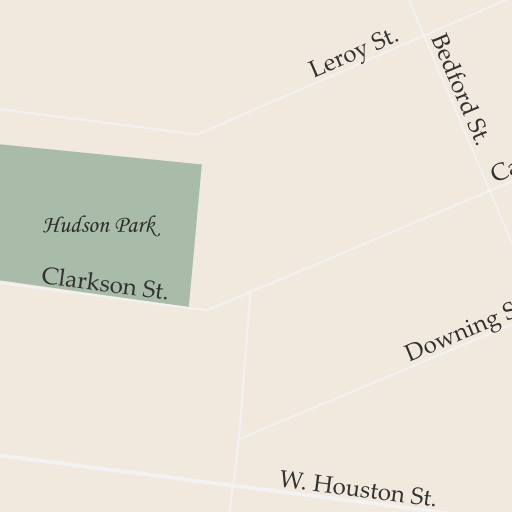 Leroy St.
Bedford St.
Hudson Park
Clarkson St.
Downing
W. Houston St.